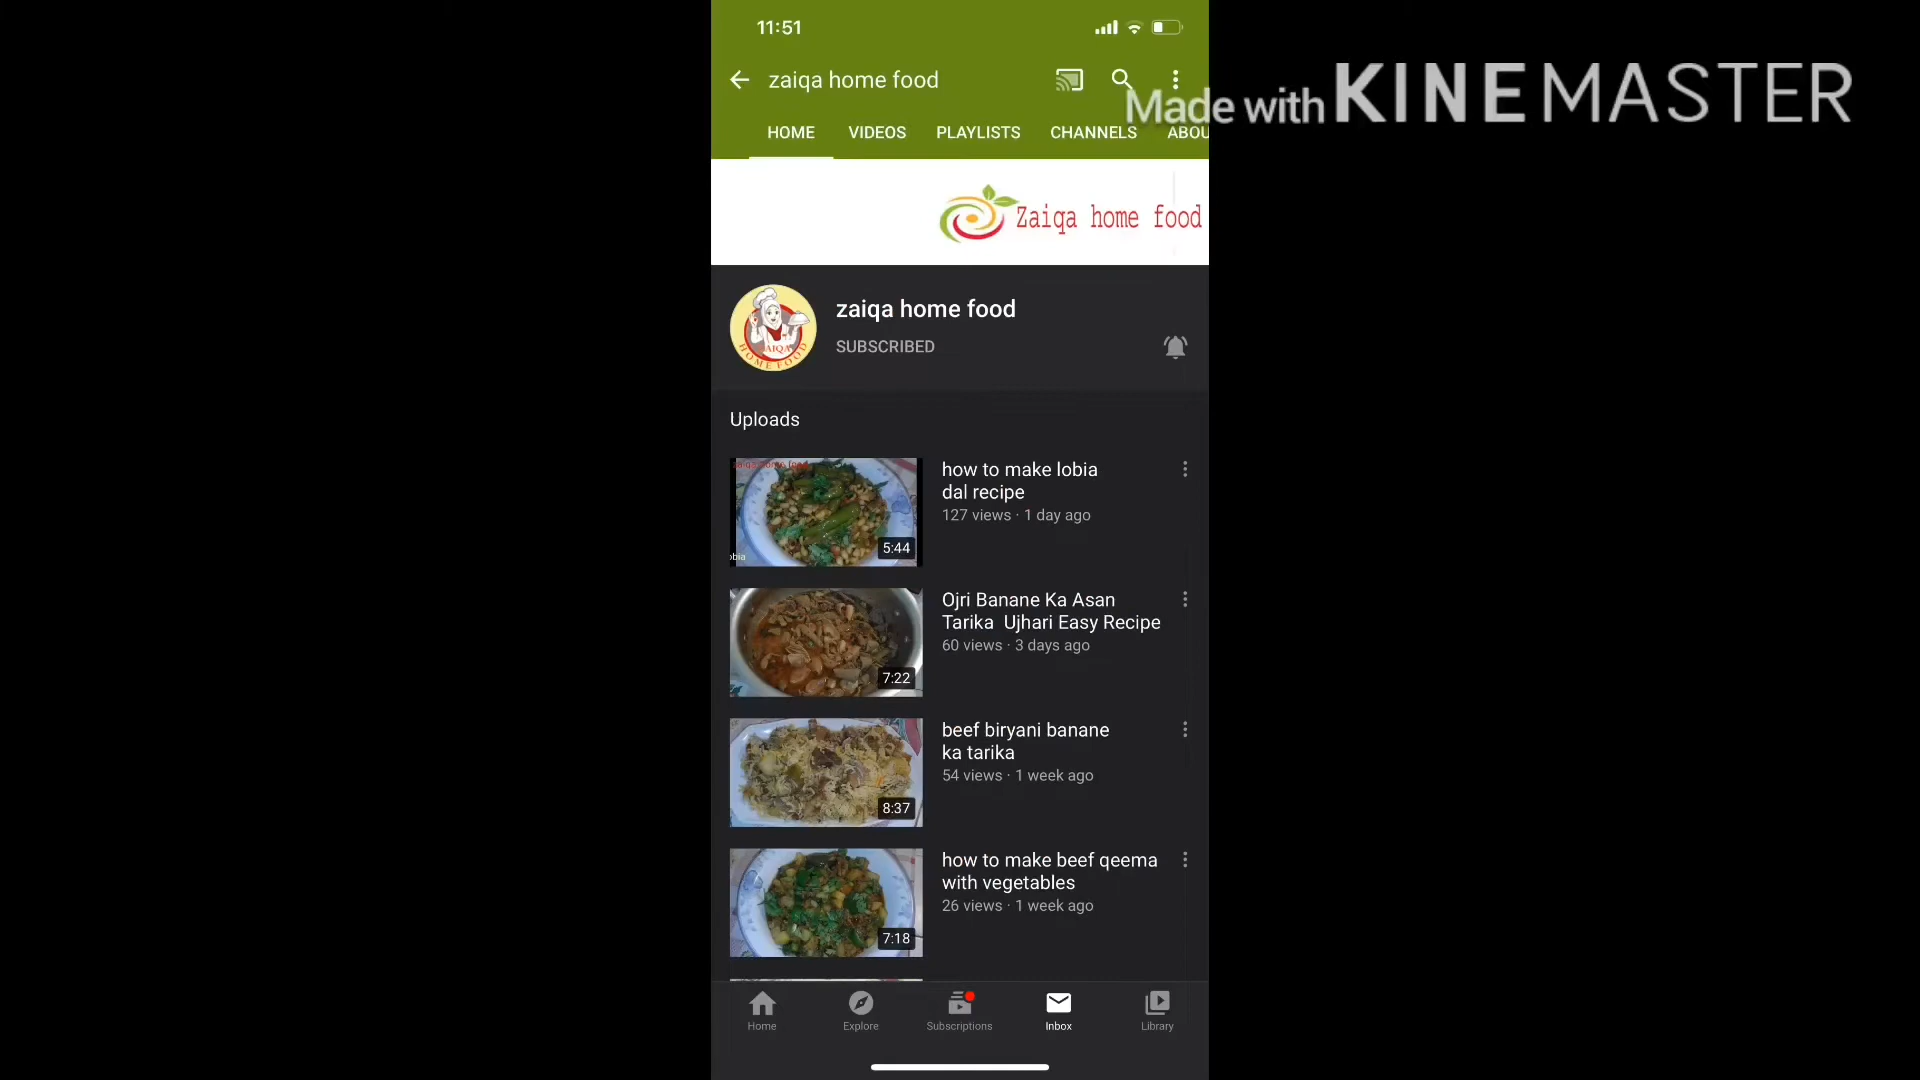 11:51
zaiqa home food
Made with KINEMASTER
HOME VIDEOS PLAYLISTS CHANNELS ABOU
Zaiqa home food
zaiqa home food
SUBSCRIBED
HOME FOOD
Uploads
how to make lobia
dal recipe
127 views · 1 day ago
5:44
Ojri Banane Ka Asan
Tarika Ujhari Easy Recipe
60 views · 3 days ago
7:22
beef biryani banane
ka tarika
54 views · 1 week ago
8:37
how to make beef qeema
with vegetables
26 views · 1 week ago
7:18
Home Explore Subscriptions Inbox Library